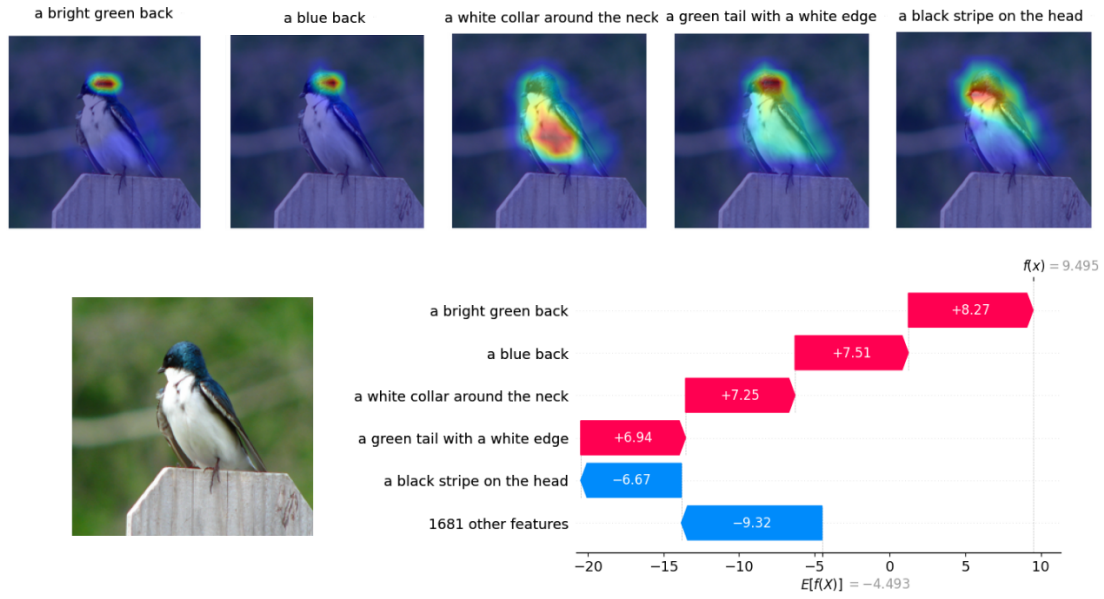 a bright green back
a blue back
a white collar around the neck
a green tail with a white edge
a black stripe on the head
f(x) = 9.495
a bright green back
+8.27
a blue back
+7.51
a white collar around the neck
+7.25
a green tail with a white edge
+6.94
a black stripe on the head
−6.67
1681 other features
−9.32
−20
−15
−10
−5
0
5
10
E[f(X)] = −4.493